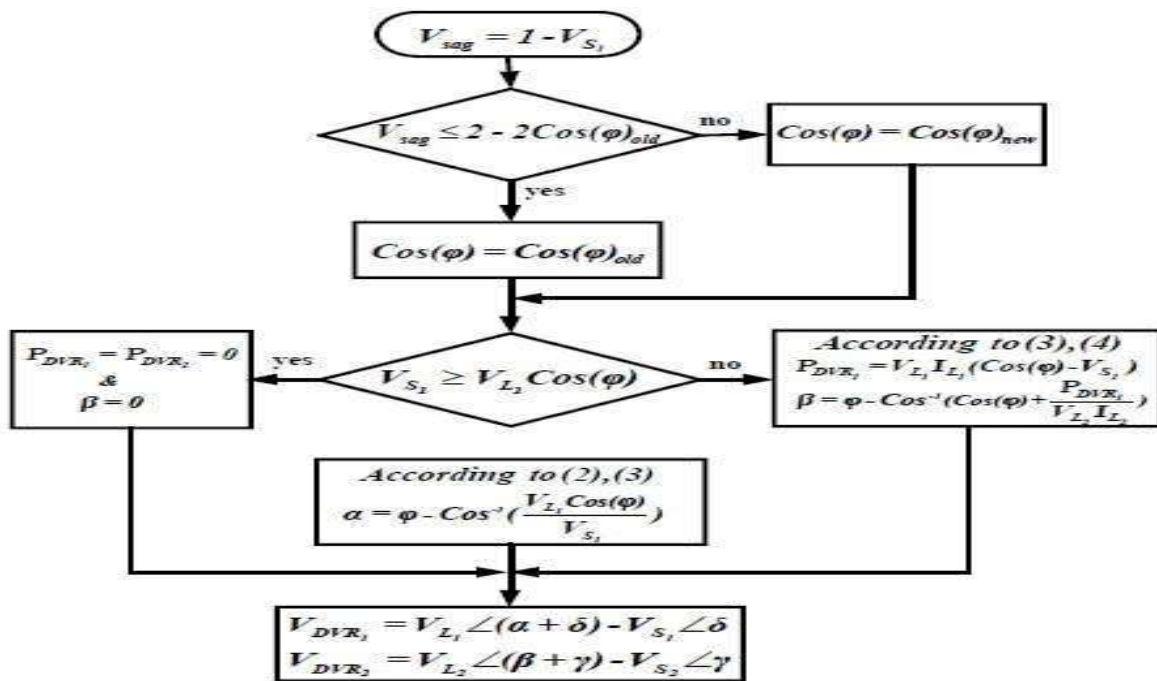 V_sag = 1 - V_S₁
V_sag ≤ 2 - 2Cos(φ)_old
no
Cos(φ) = Cos(φ)_new
yes
Cos(φ) = Cos(φ)_old
P_DVR₁ = P_DVR₂ = 0
&
β = 0
yes
V_S₂ ≥ V_L₂ Cos(φ)
no
According to (3),(4)
P_DVR₁ = V_L₁ I_L₁ (Cos(φ) - V_S₁)
β = φ - Cos⁻¹(Cos(φ) + P_DVR₁ / V_L₂ I_L₂)
According to (2),(3)
α = φ - Cos⁻¹(V_L₁ Cos(φ) / V_S₁)
V_DVR₁ = V_L₁ ∠(α + δ) - V_S₁ ∠δ
V_DVR₂ = V_L₂ ∠(β + γ) - V_S₂ ∠γ